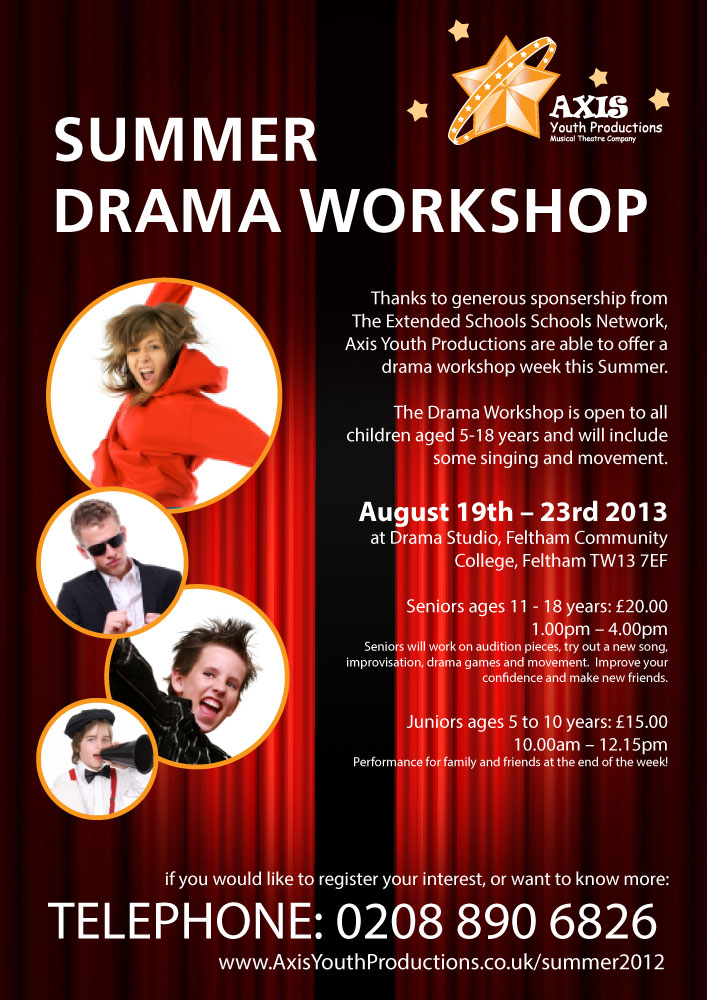 AXIS
Youth Productions
Musical Theatre Company
SUMMER
DRAMA WORKSHOP
Thanks to generous sponsership from
The Extended Schools Schools Network,
Axis Youth Productions are able to offer a
drama workshop week this Summer.
The Drama Workshop is open to all
children aged 5-18 years and will include
some singing and movement.
August 19th – 23rd 2013
at Drama Studio, Feltham Community
College, Feltham TW13 7EF
Seniors ages 11 - 18 years: £20.00
1.00pm – 4.00pm
Seniors will work on audition pieces, try out a new song,
improvisation, drama games and movement. Improve your
confidence and make new friends.
Juniors ages 5 to 10 years: £15.00
10.00am – 12.15pm
Performance for family and friends at the end of the week!
if you would like to register your interest, or want to know more:
TELEPHONE: 0208 890 6826
www.AxisYouthProductions.co.uk/summer2012